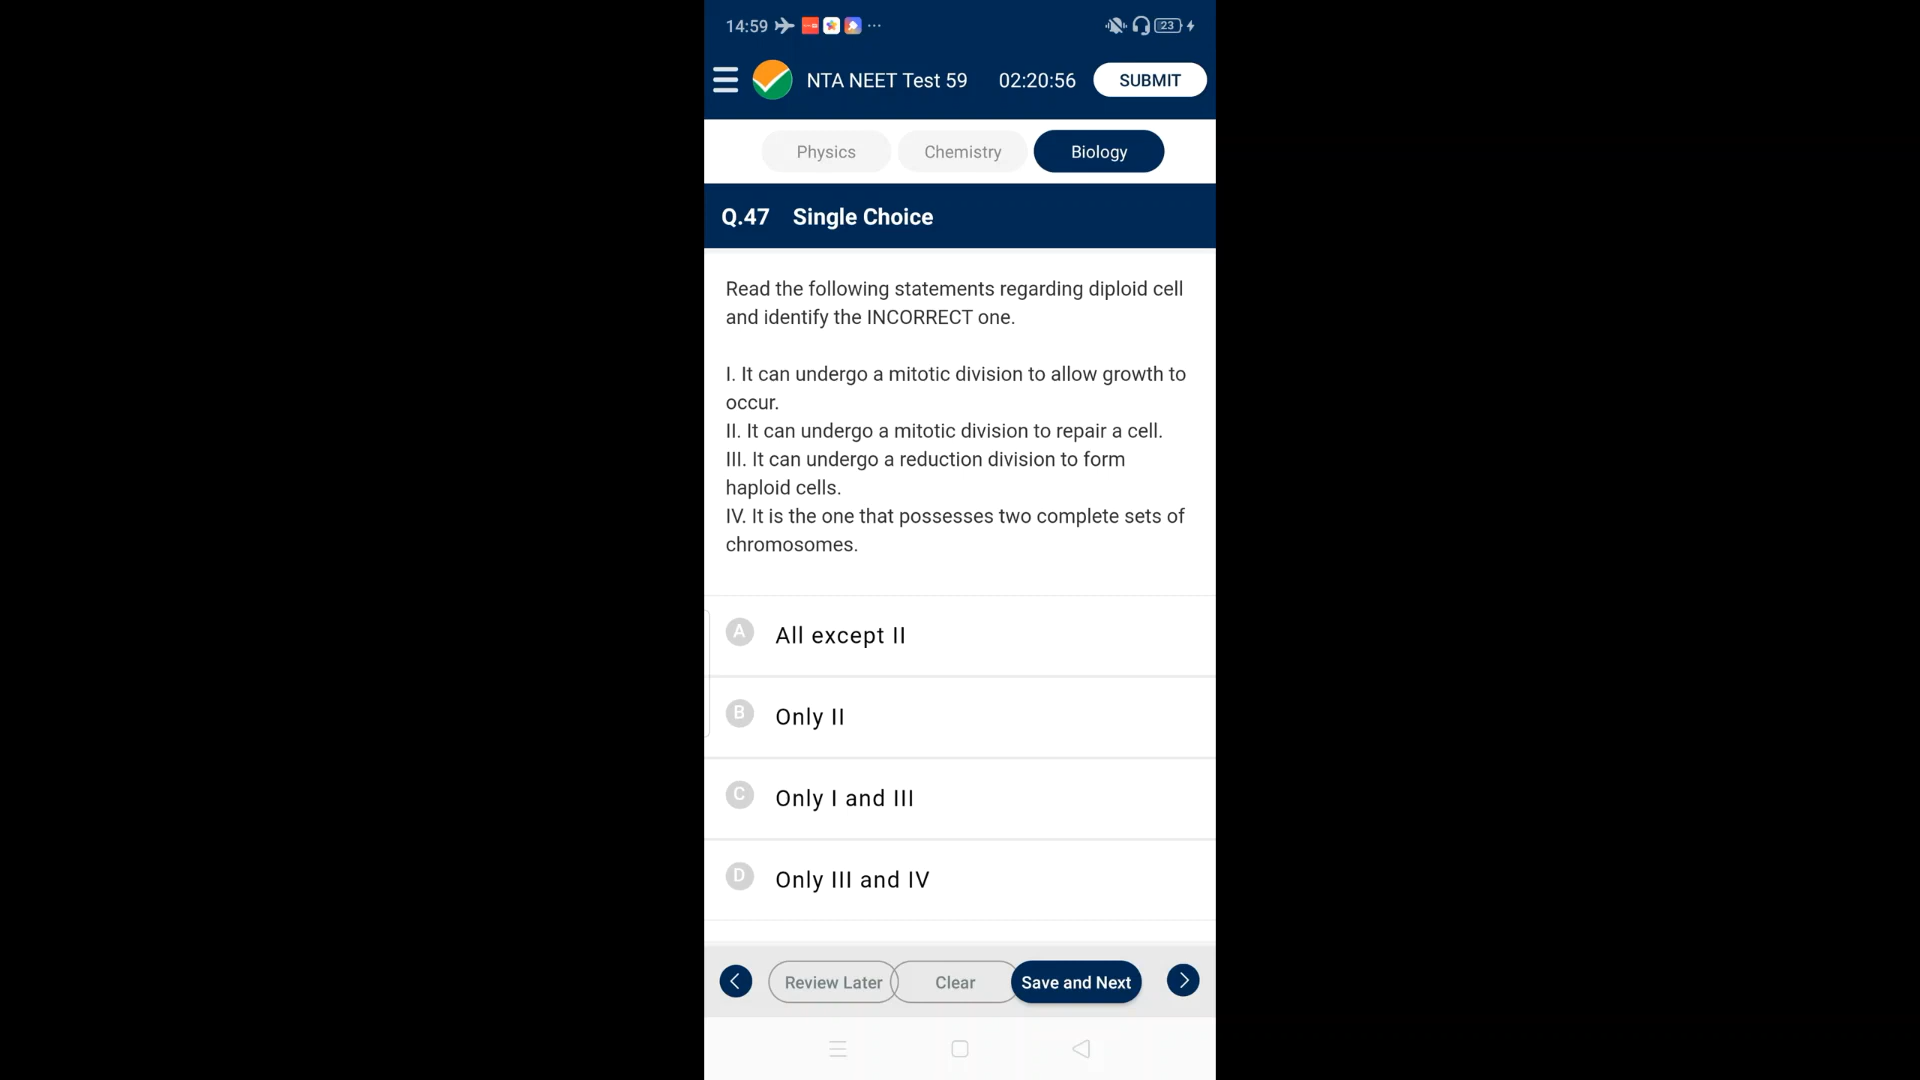 14:59 23
NTA NEET Test 59 02:20:56 SUBMIT
Physics Chemistry Biology
Q.47 Single Choice
Read the following statements regarding diploid cell
and identify the INCORRECT one.
I. It can undergo a mitotic division to allow growth to
occur.
II. It can undergo a mitotic division to repair a cell.
III. It can undergo a reduction division to form
haploid cells.
IV. It is the one that possesses two complete sets of
chromosomes.
A All except II
B Only II
C Only I and III
D Only III and IV
Review Later Clear Save and Next